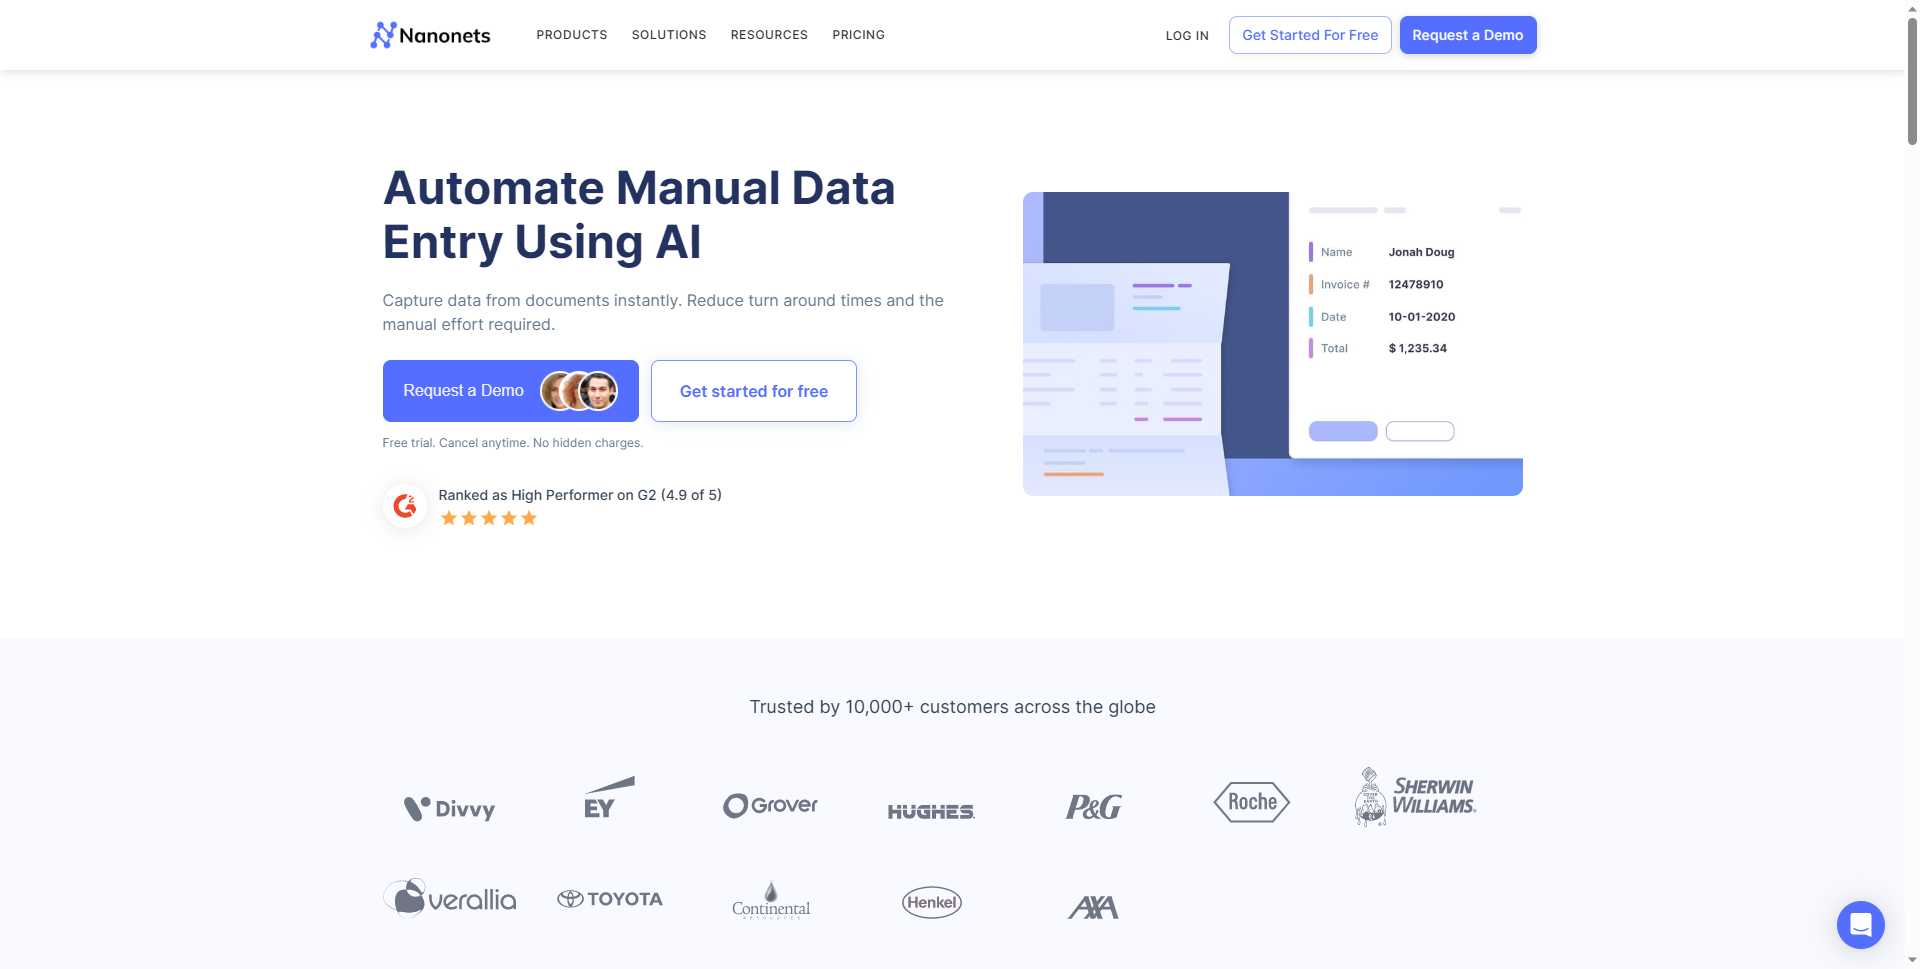 Nanonets
PRODUCTS
SOLUTIONS
RESOURCES
PRICING
LOG IN
Get Started For Free
Request a Demo
Automate Manual Data
Entry Using AI
Capture data from documents instantly. Reduce turn around times and the
manual effort required.
Request a Demo
Get started for free
Free trial. Cancel anytime. No hidden charges.
Ranked as High Performer on G2 (4.9 of 5)
Name Jonah Doug
Invoice # 12478910
Date 10-01-2020
Total $ 1,235.34
Trusted by 10,000+ customers across the globe
Divvy
EY
Grover
HUGHES
P&G
Roche
SHERWIN
WILLIAMS
verallia
TOYOTA
Continental
RESOURCES
Henkel
AXA